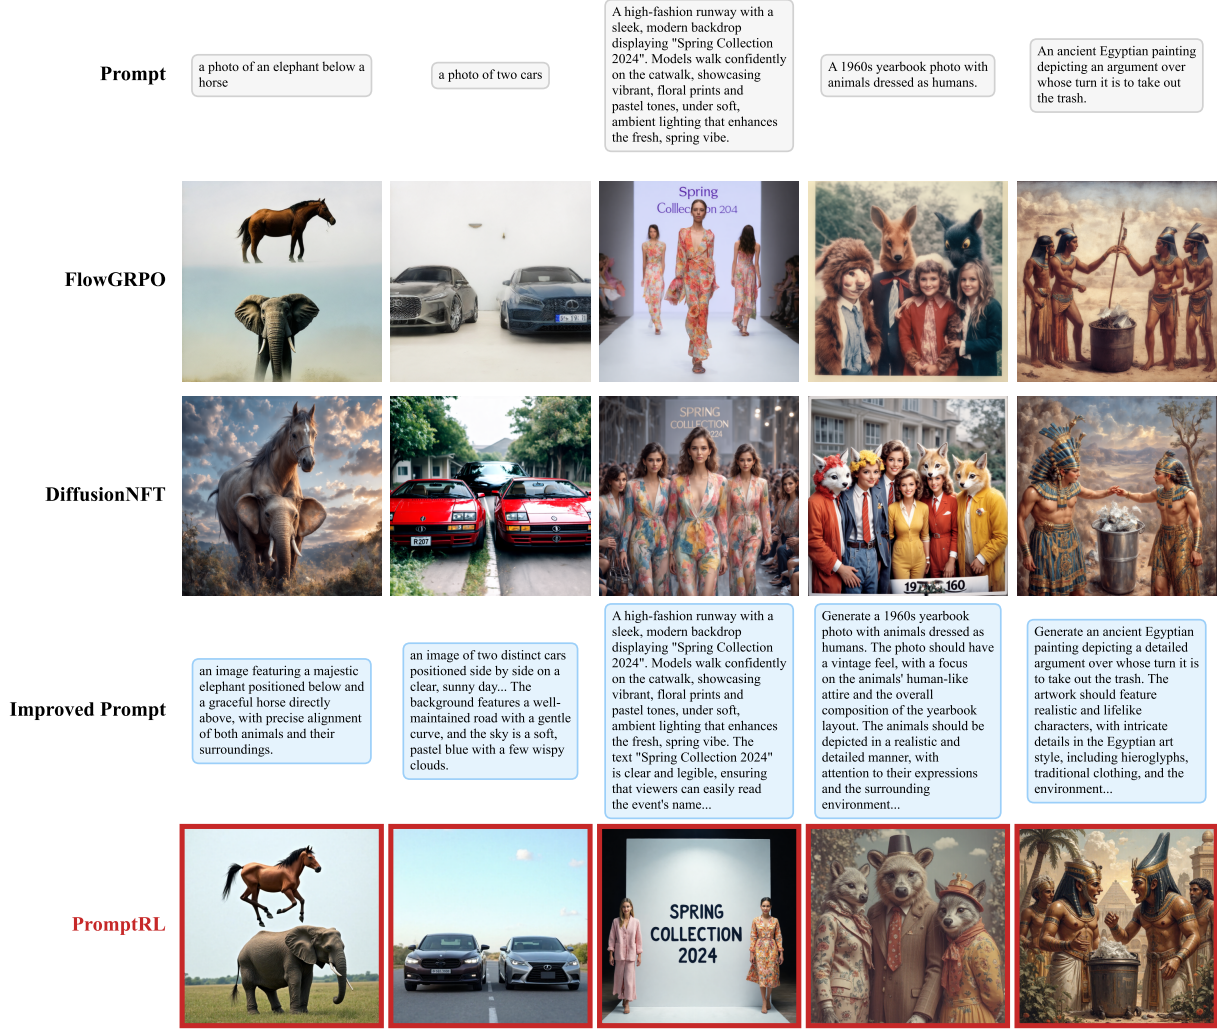 Prompt
a photo of an elephant below a
horse
a photo of two cars
A high-fashion runway with a
sleek, modern backdrop
displaying "Spring Collection
2024". Models walk confidently
on the catwalk, showcasing
vibrant, floral prints and
pastel tones, under soft,
ambient lighting that enhances
the fresh, spring vibe.
A 1960s yearbook photo with
animals dressed as humans.
An ancient Egyptian painting
depicting an argument over
whose turn it is to take out
the trash.
FlowGRPO
Spring
204
DiffusionNFT
R207
SPRING
COLLECTION
160
Improved Prompt
an image featuring a majestic
elephant positioned below and
a graceful horse directly
above, with precise alignment
of both animals and their
surroundings.
an image of two distinct cars
positioned side by side on a
clear, sunny day... The
background features a well-
maintained road with a gentle
curve, and the sky is a soft,
pastel blue with a few wispy
clouds.
A high-fashion runway with a
sleek, modern backdrop
displaying "Spring Collection
2024". Models walk confidently
on the catwalk, showcasing
vibrant, floral prints and
pastel tones, under soft,
ambient lighting that enhances
the fresh, spring vibe. The
text "Spring Collection 2024"
is clear and legible, ensuring
that viewers can easily read
the event's name...
Generate a 1960s yearbook
photo with animals dressed as
humans. The photo should have
a vintage feel, with a focus
on the animals' human-like
attire and the overall
composition of the yearbook
layout. The animals should be
depicted in a realistic and
detailed manner, with
attention to their expressions
and the surrounding
environment...
Generate an ancient Egyptian
painting depicting a detailed
argument over whose turn it is
to take out the trash. The
artwork should feature
realistic and lifelike
characters, with intricate
details in the Egyptian art
style, including hieroglyphs,
traditional clothing, and the
environment...
PromptRL
SPRING
COLLECTION
2024